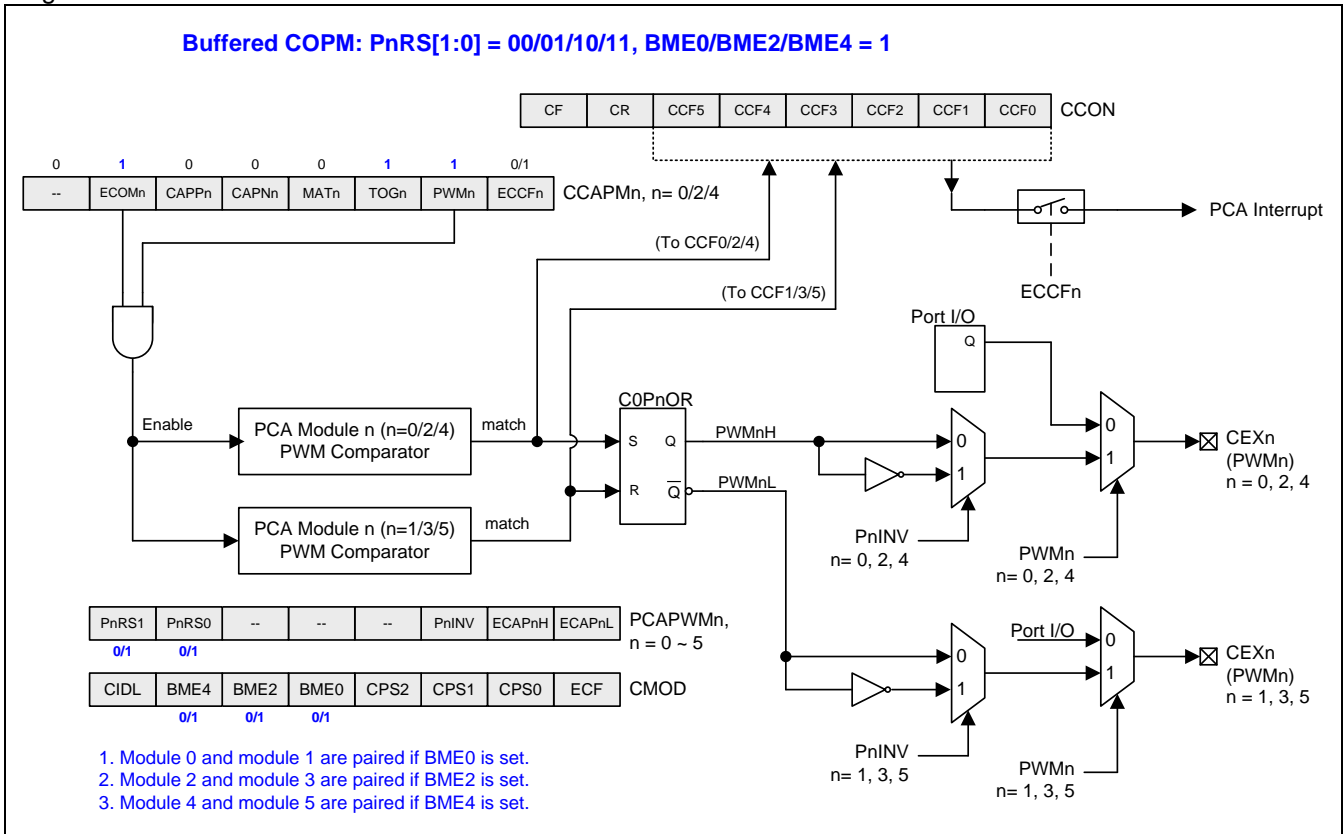 Buffered COPM: PnRS[1:0] = 00/01/10/11, BME0/BME2/BME4 = 1
CF CR CCF5 CCF4 CCF3 CCF2 CCF1 CCF0 CCON
0 1 0 0 0 1 1 0/1
-- ECOMn CAPPn CAPNn MATn TOGn PWMn ECCFn CCAPMn, n= 0/2/4
PCA Interrupt
(To CCF0/2/4)
(To CCF1/3/5)
ECCFn
Port I/O
Q
C0PnOR
Enable
PCA Module n (n=0/2/4)
PWM Comparator
match
S Q
PWMnH
R Q
PWMnL
0
1
0
1
CEXn
(PWMn)
n = 0, 2, 4
PCA Module n (n=1/3/5)
PWM Comparator
match
PnINV
n= 0, 2, 4
PWMn
n= 0, 2, 4
PnRS1 PnRS0 -- -- -- PnINV ECAPnH ECAPnL PCAPWMn,
n = 0 ~ 5
0/1 0/1
CIDL BME4 BME2 BME0 CPS2 CPS1 CPS0 ECF CMOD
0/1 0/1 0/1
Port I/O
0
1
0
1
CEXn
(PWMn)
n = 1, 3, 5
PnINV
n= 1, 3, 5
PWMn
n= 1, 3, 5
1. Module 0 and module 1 are paired if BME0 is set.
2. Module 2 and module 3 are paired if BME2 is set.
3. Module 4 and module 5 are paired if BME4 is set.